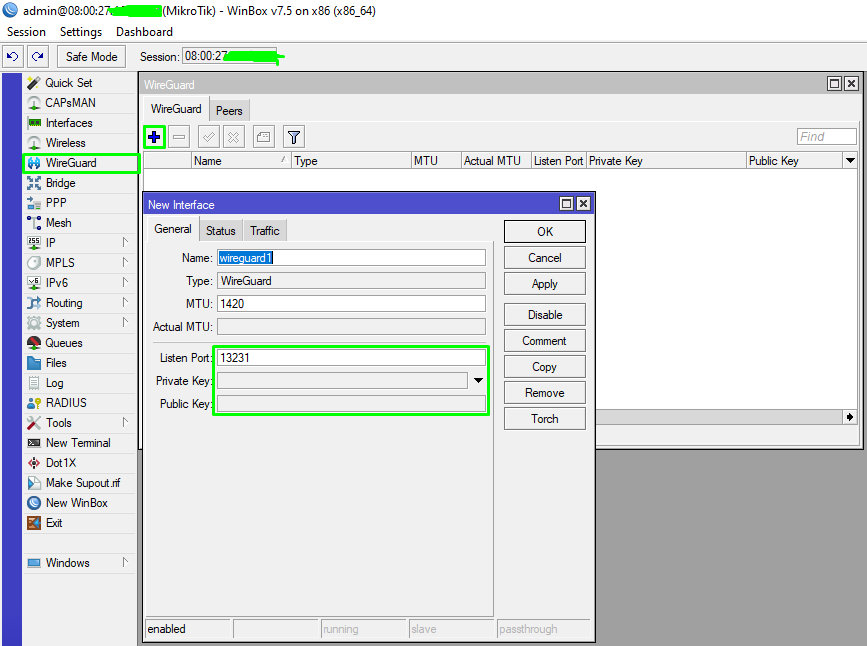 admin@08:00:27: (MikroTik) - WinBox v7.5 on x86 (x86_64)
Session Settings Dashboard
Safe Mode Session: 08:00:27
Quick Set
CAPsMAN
Interfaces
Wireless
WireGuard
Bridge
PPP
Mesh
IP
MPLS
IPv6
Routing
System
Queues
Files
Log
RADIUS
Tools
New Terminal
Dot1X
Make Supout.rif
New WinBox
Exit
Windows
WireGuard
WireGuard Peers
Find
Name Type MTU Actual MTU Listen Port Private Key Public Key
New Interface
General Status Traffic
Name: wireguard1
Type: WireGuard
MTU: 1420
Actual MTU:
Listen Port: 13231
Private Key:
Public Key:
OK
Cancel
Apply
Disable
Comment
Copy
Remove
Torch
enabled running slave passthrough